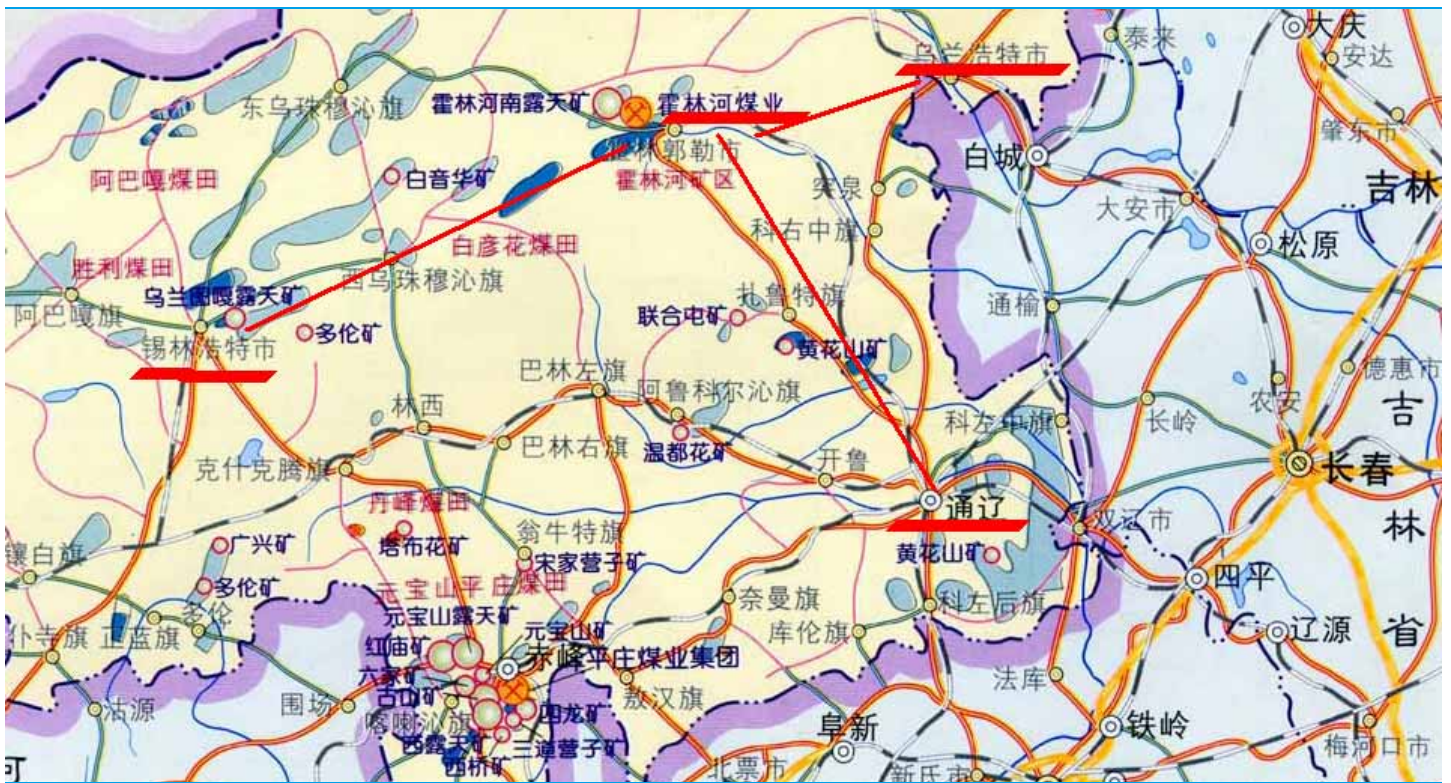 大庆
泰来
安达
乌兰浩特市
东乌珠穆沁旗
霍林河南露天矿
霍林河煤业
肇东市
霍林郭勒市
白城
阿巴嘎煤田
白音华矿
霍林河矿区
突泉
吉林
大安市
科右中旗
松原
白彦花煤田
胜利煤田
西乌珠穆沁旗
乌兰图嘎露天矿
扎鲁特旗
通榆
阿巴嘎旗
联合屯矿
多伦矿
黄花山矿
锡林浩特市
德惠市
巴林左旗
阿鲁科尔沁旗
农安
吉
林西
科左中旗
长岭
巴林右旗
温都花矿
开鲁
克什克腾旗
长春
丹峰煤田
通辽
双辽市
林
翁牛特旗
广兴矿
塔布花矿
黄花山矿
镶白旗
宋家营子矿
四平
多伦矿
元宝山平庄煤田
奈曼旗
科左后旗
多伦
元宝山露天矿
仆寺旗
正蓝旗
元宝山矿
库伦旗
辽源
省
红庙矿
赤峰
平庄煤业集团
六家矿
法库
敖汉旗
古山矿
围场
沽源
喀喇沁旗
四龙矿
阜新
铁岭
西露天矿
三道营子矿
梅河口市
西桥矿
北票市
新民市